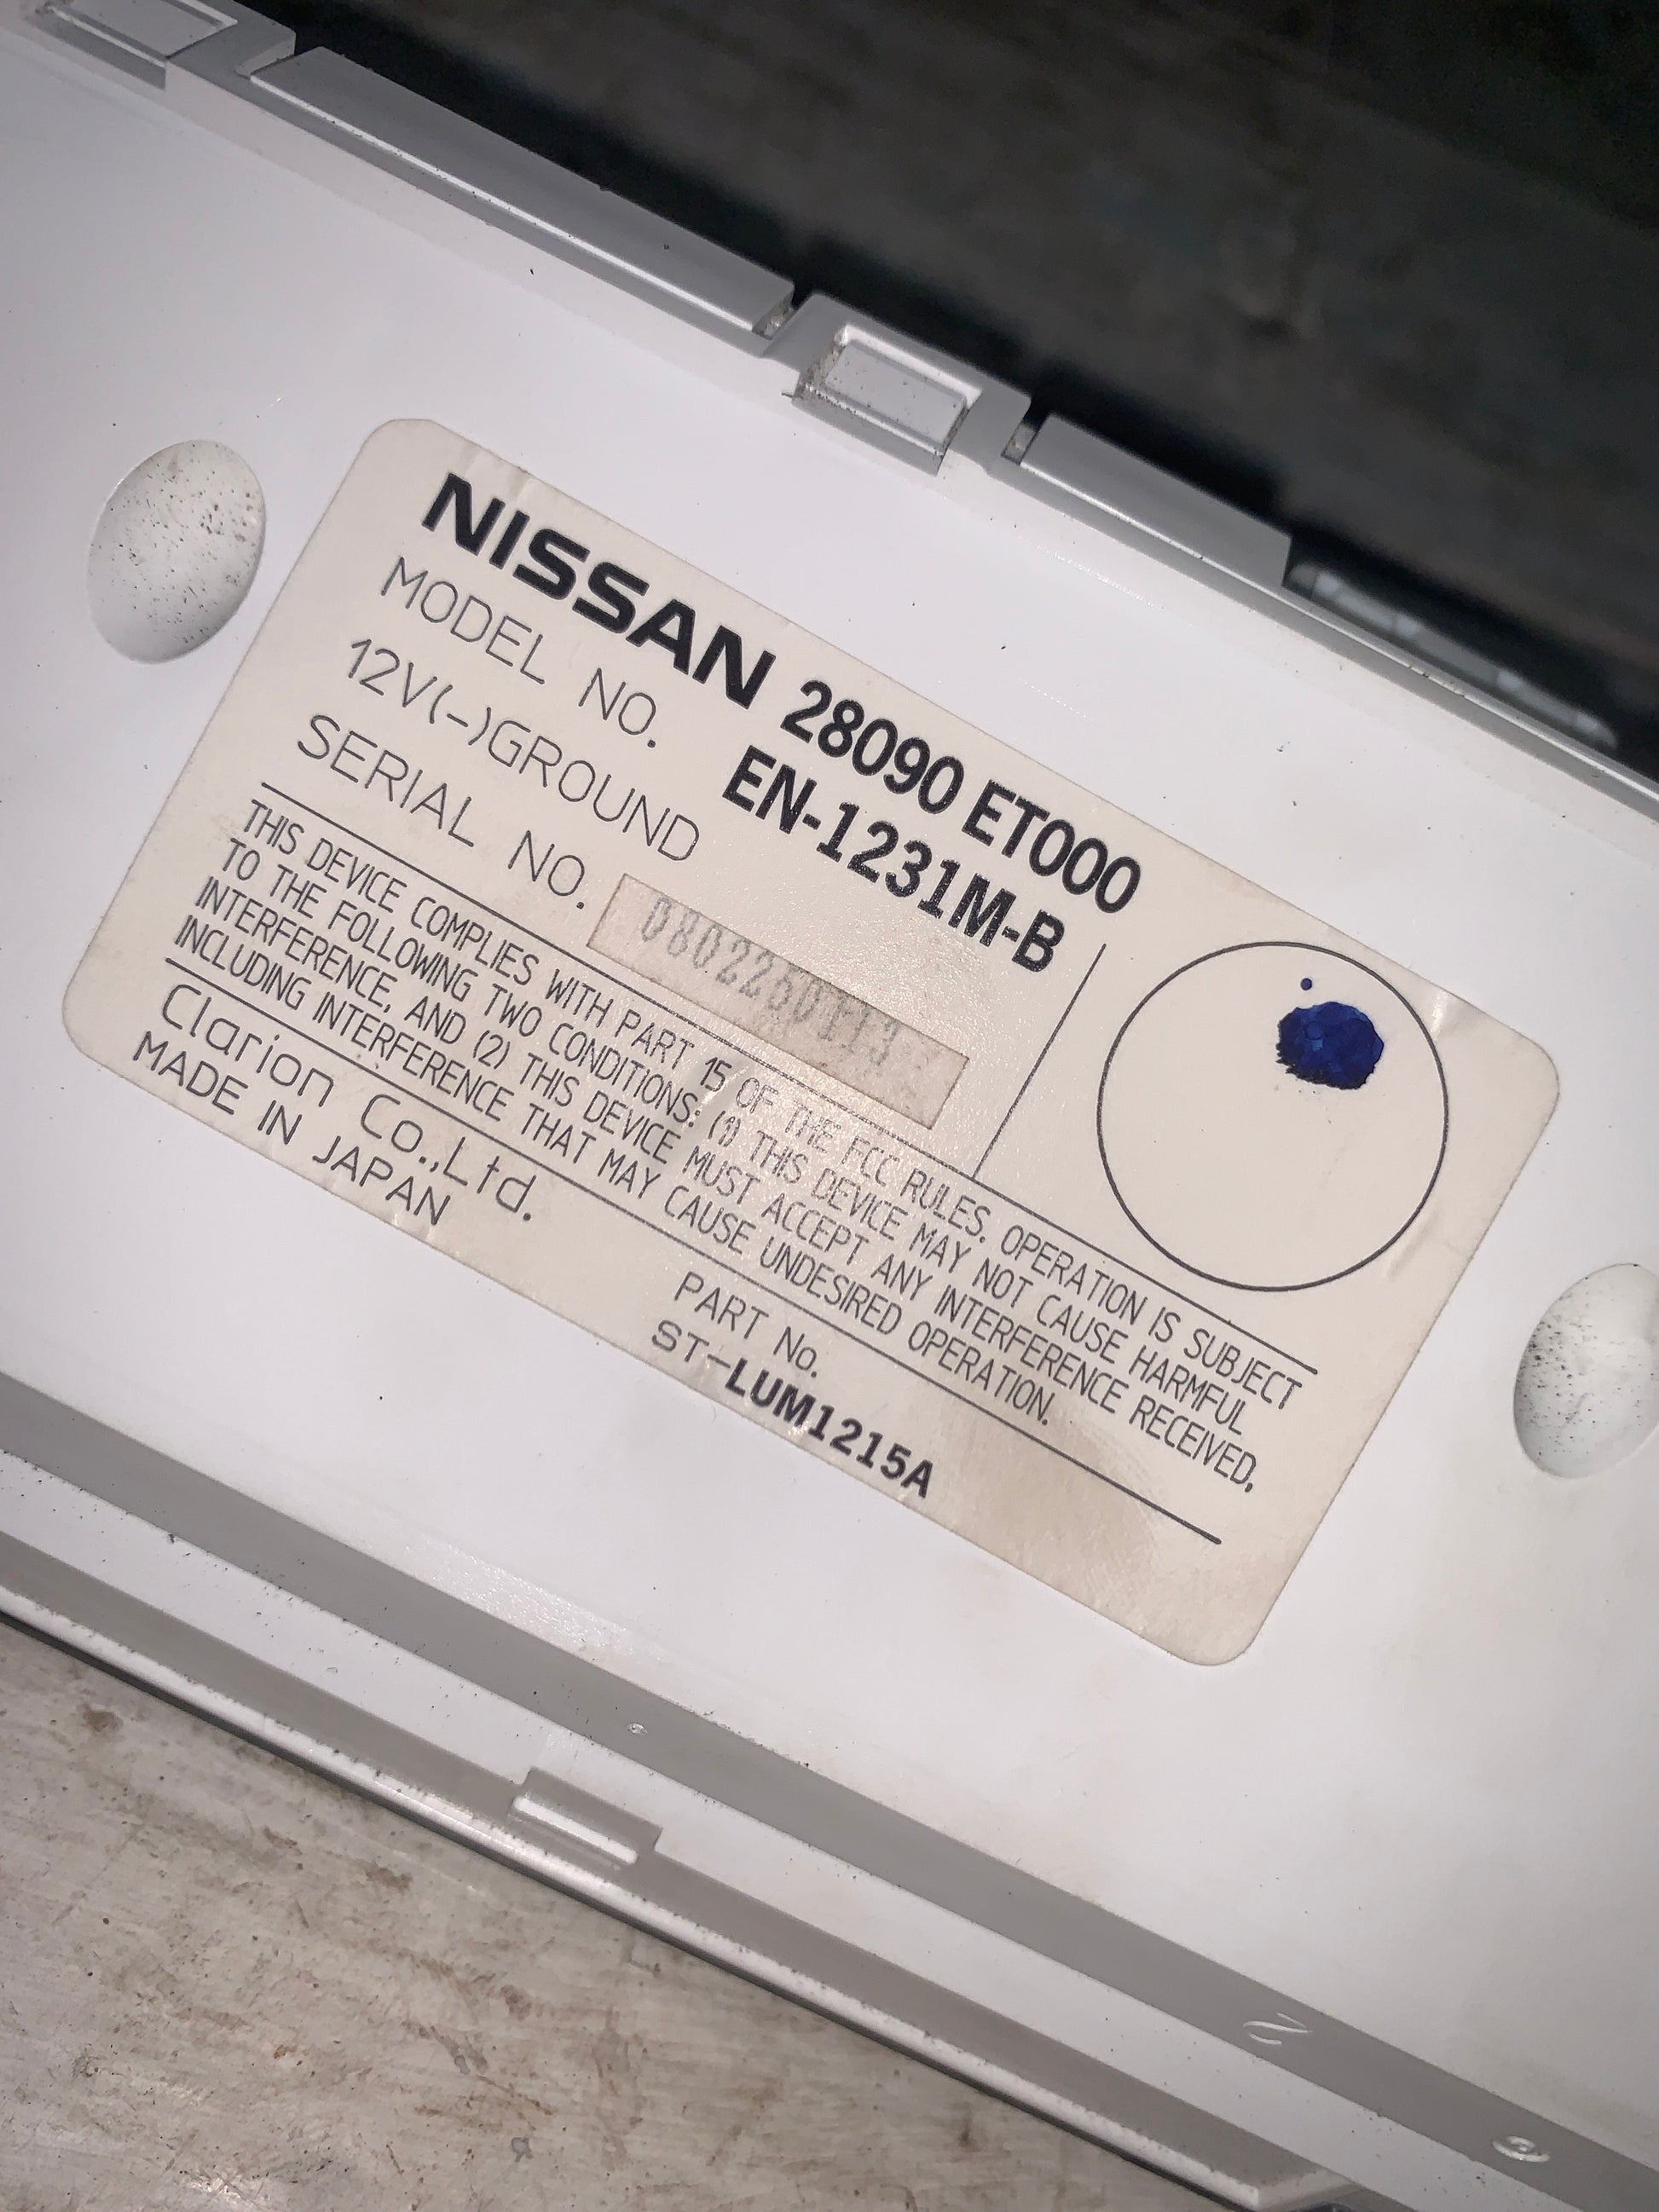 NISSAN 28090 ET000
MODEL NO. EN-1231M-B
12V(-)GROUND
SERIAL NO. 0802250113
THIS DEVICE COMPLIES WITH PART 15 OF THE FCC RULES. OPERATION IS SUBJECT
TO THE FOLLOWING TWO CONDITIONS: (1) THIS DEVICE MAY NOT CAUSE HARMFUL
INTERFERENCE, AND (2) THIS DEVICE MUST ACCEPT ANY INTERFERENCE RECEIVED,
INCLUDING INTERFERENCE THAT MAY CAUSE UNDESIRED OPERATION.
Clarion Co.,Ltd.
MADE IN JAPAN
PART No.
ST-LUM1215A
2